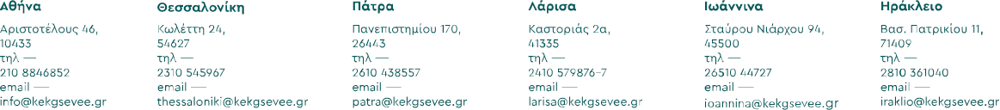 Αθήνα
Αριστοτέλους 46,
10433
τηλ —
210 8846852
email —
info@kekgsevee.gr
Θεσσαλονίκη
Κωλέττη 24,
54627
τηλ —
2310 545967
email —
thessaloniki@kekgsevee.gr
Πάτρα
Πανεπιστημίου 170,
26443
τηλ —
2610 438557
email —
patra@kekgsevee.gr
Λάρισα
Καστοριάς 2α,
41335
τηλ —
2410 579876-7
email —
larisa@kekgsevee.gr
Ιωάννινα
Σταύρου Νιάρχου 94,
45500
τηλ —
26510 44727
email —
ioannina@kekgsevee.gr
Ηράκλειο
Βασ. Πατρικίου 11,
71409
τηλ —
2810 361040
email —
iraklio@kekgsevee.gr